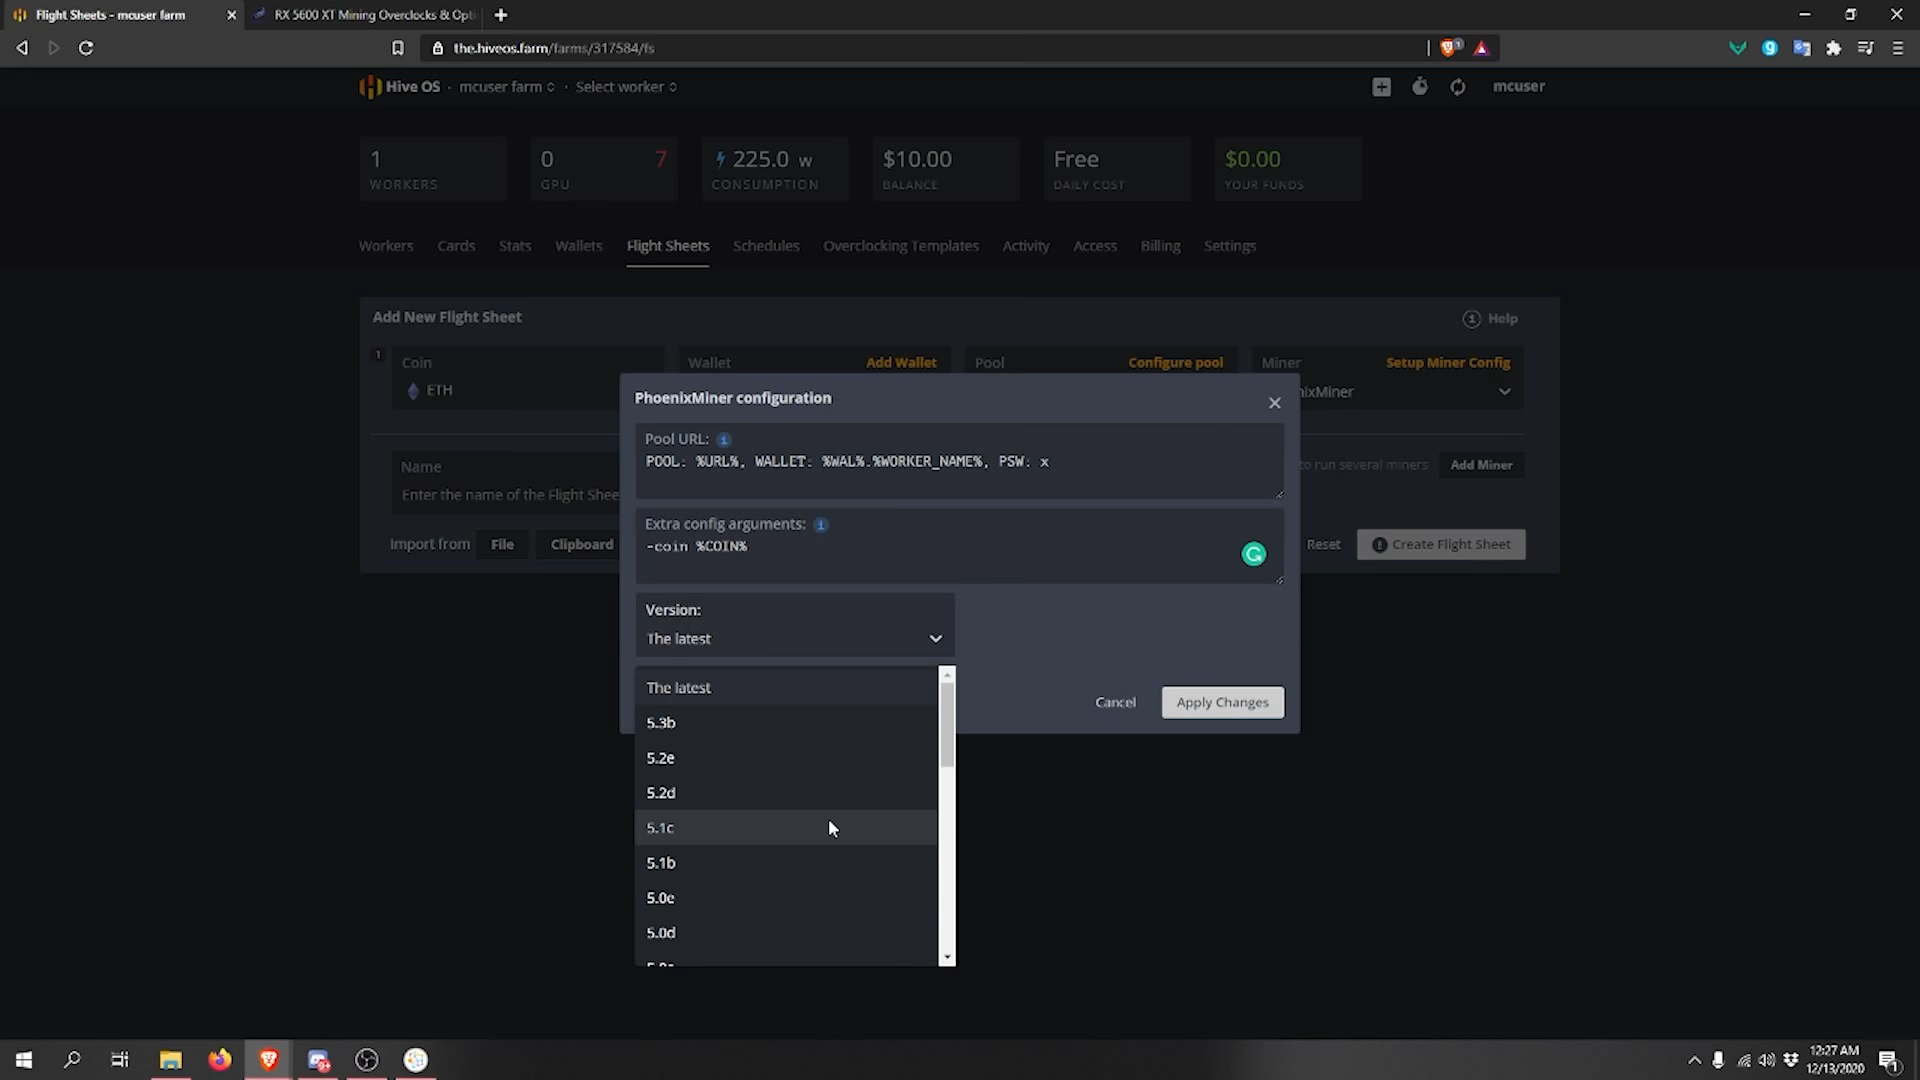 Flight Sheets - mcuser farm
RX 5600 XT Mining Overclocks & Opti
the.hiveos.farm/farms/317584/fs
Hive OS · mcuser farm · Select worker
mcuser
1
WORKERS
0 7
GPU
225.0 w
CONSUMPTION
$10.00
BALANCE
Free
DAILY COST
$0.00
YOUR FUNDS
Workers Cards Stats Wallets Flight Sheets Schedules Overclocking Templates Activity Access Billing Settings
Add New Flight Sheet
Help
1
Coin
ETH
Wallet Add Wallet
Pool Configure pool
Miner Setup Miner Config
nixMiner
Name
Enter the name of the Flight Shee
to run several miners Add Miner
Import from File Clipboard
Reset Create Flight Sheet
PhoenixMiner configuration
Pool URL:
POOL: %URL%, WALLET: %WAL%.%WORKER_NAME%, PSW: x
Extra config arguments:
-coin %COIN%
Version:
The latest
The latest
5.3b
5.2e
5.2d
5.1c
5.1b
5.0e
5.0d
Cancel Apply Changes
12:27 AM
12/13/2020